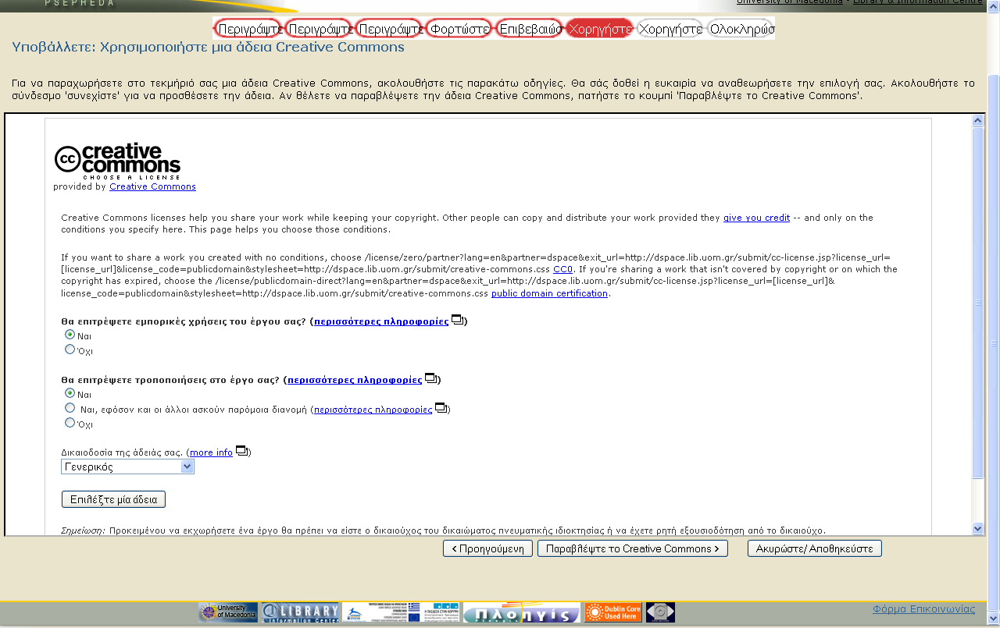 PSEPHEDA
University of Macedonia - Library & Information Centre
Περιγράψτε Περιγράψτε Περιγράψτε Φορτώστε Επιβεβαιώσ Χορηγήστε Χορηγήστε Ολοκληρώσ
Υποβάλλετε: Χρησιμοποιήστε μια άδεια Creative Commons
Για να παραχωρήσετε στο τεκμήριό σας μια άδεια Creative Commons, ακολουθήστε τις παρακάτω οδηγίες. Θα σάς δοθεί η ευκαιρία να αναθεωρήσετε την επιλογή σας. Ακολουθήστε το
σύνδεσμο 'συνεχίστε' για να προσθέσετε την άδεια. Αν θέλετε να παραβλέψετε την άδεια Creative Commons, πατήστε το κουμπί 'Παραβλέψτε το Creative Commons'.
cc creative
commons
CHOOSE A LICENSE
provided by Creative Commons
Creative Commons licenses help you share your work while keeping your copyright. Other people can copy and distribute your work provided they give you credit -- and only on the
conditions you specify here. This page helps you choose those conditions.
If you want to share a work you created with no conditions, choose /license/zero/partner?lang=en&partner=dspace&exit_url=http://dspace.lib.uom.gr/submit/cc-license.jsp?license_url=
[license_url]&license_code=publicdomain&stylesheet=http://dspace.lib.uom.gr/submit/creative-commons.css CC0. If you're sharing a work that isn't covered by copyright or on which the
copyright has expired, choose the /license/publicdomain-direct?lang=en&partner=dspace&exit_url=http://dspace.lib.uom.gr/submit/cc-license.jsp?license_url=[license_url]&
license_code=publicdomain&stylesheet=http://dspace.lib.uom.gr/submit/creative-commons.css public domain certification.
Θα επιτρέψετε εμπορικές χρήσεις του έργου σας? (περισσότερες πληροφορίες)
Ναι
Όχι
Θα επιτρέψετε τροποποιήσεις στο έργο σας? (περισσότερες πληροφορίες)
Ναι
Ναι, εφόσον και οι άλλοι ασκούν παρόμοια διανομή (περισσότερες πληροφορίες)
Όχι
Δικαιοδοσία της άδειάς σας. (more info)
Γενερικός
Επιλέξτε μία άδεια
Σημείωση: Προκειμένου να εκχωρήσετε ένα έργο θα πρέπει να είστε ο δικαιούχος του δικαιώματος πνευματικής ιδιοκτησίας ή να έχετε ρητή εξουσιοδότηση από το δικαιούχο.
< Προηγούμενη Παραβλέψτε το Creative Commons > Ακυρώστε/Αποθηκεύστε
University
of Macedonia
@LIBRARY
& Information Center
Πλοηγίς
Dublin Core
Used Here
Φόρμα Επικοινωνίας